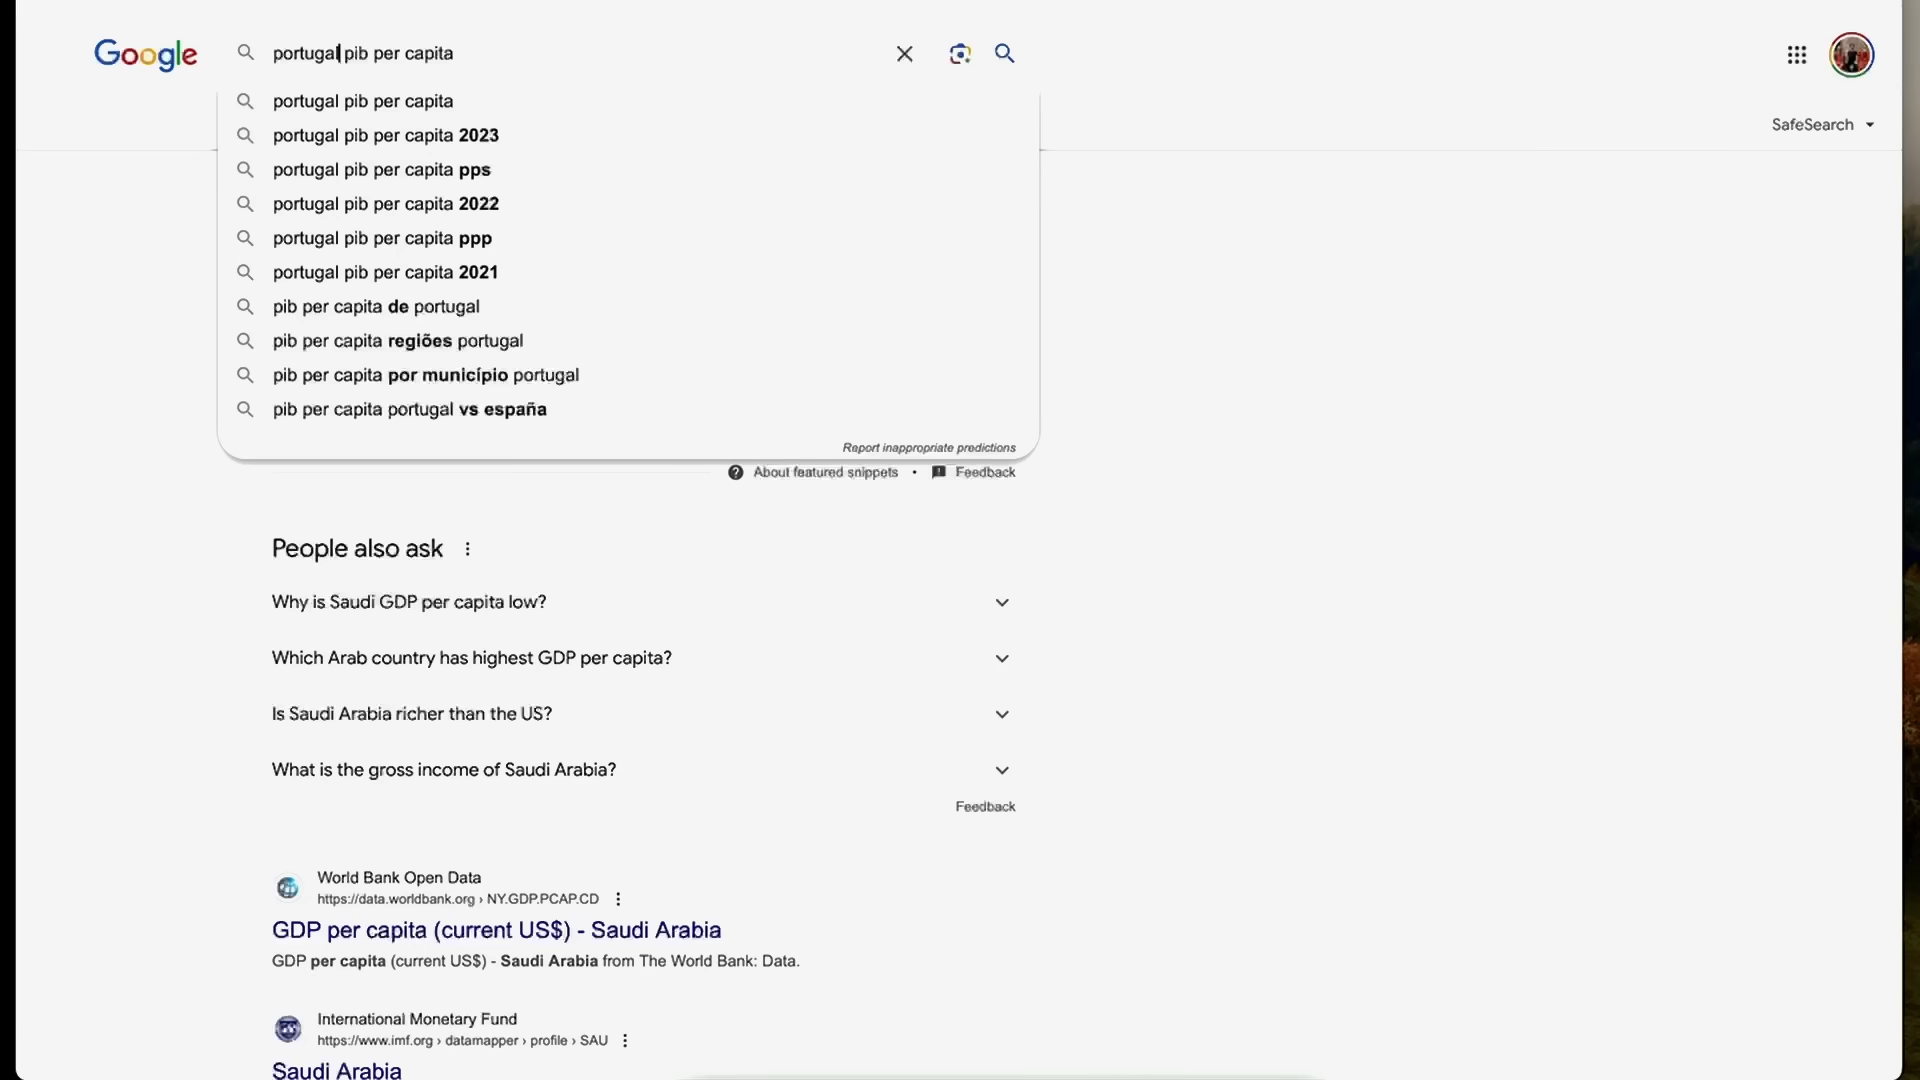 Google
portugal pib per capita
portugal pib per capita
portugal pib per capita 2023
portugal pib per capita pps
portugal pib per capita 2022
portugal pib per capita ppp
portugal pib per capita 2021
pib per capita de portugal
pib per capita regiões portugal
pib per capita por município portugal
pib per capita portugal vs españa
Report inappropriate predictions
SafeSearch
About featured snippets • Feedback
People also ask
Why is Saudi GDP per capita low?
Which Arab country has highest GDP per capita?
Is Saudi Arabia richer than the US?
What is the gross income of Saudi Arabia?
Feedback
World Bank Open Data
https://data.worldbank.org › NY.GDP.PCAP.CD
GDP per capita (current US$) - Saudi Arabia
GDP per capita (current US$) - Saudi Arabia from The World Bank: Data.
International Monetary Fund
https://www.imf.org › datamapper › profile › SAU
Saudi Arabia